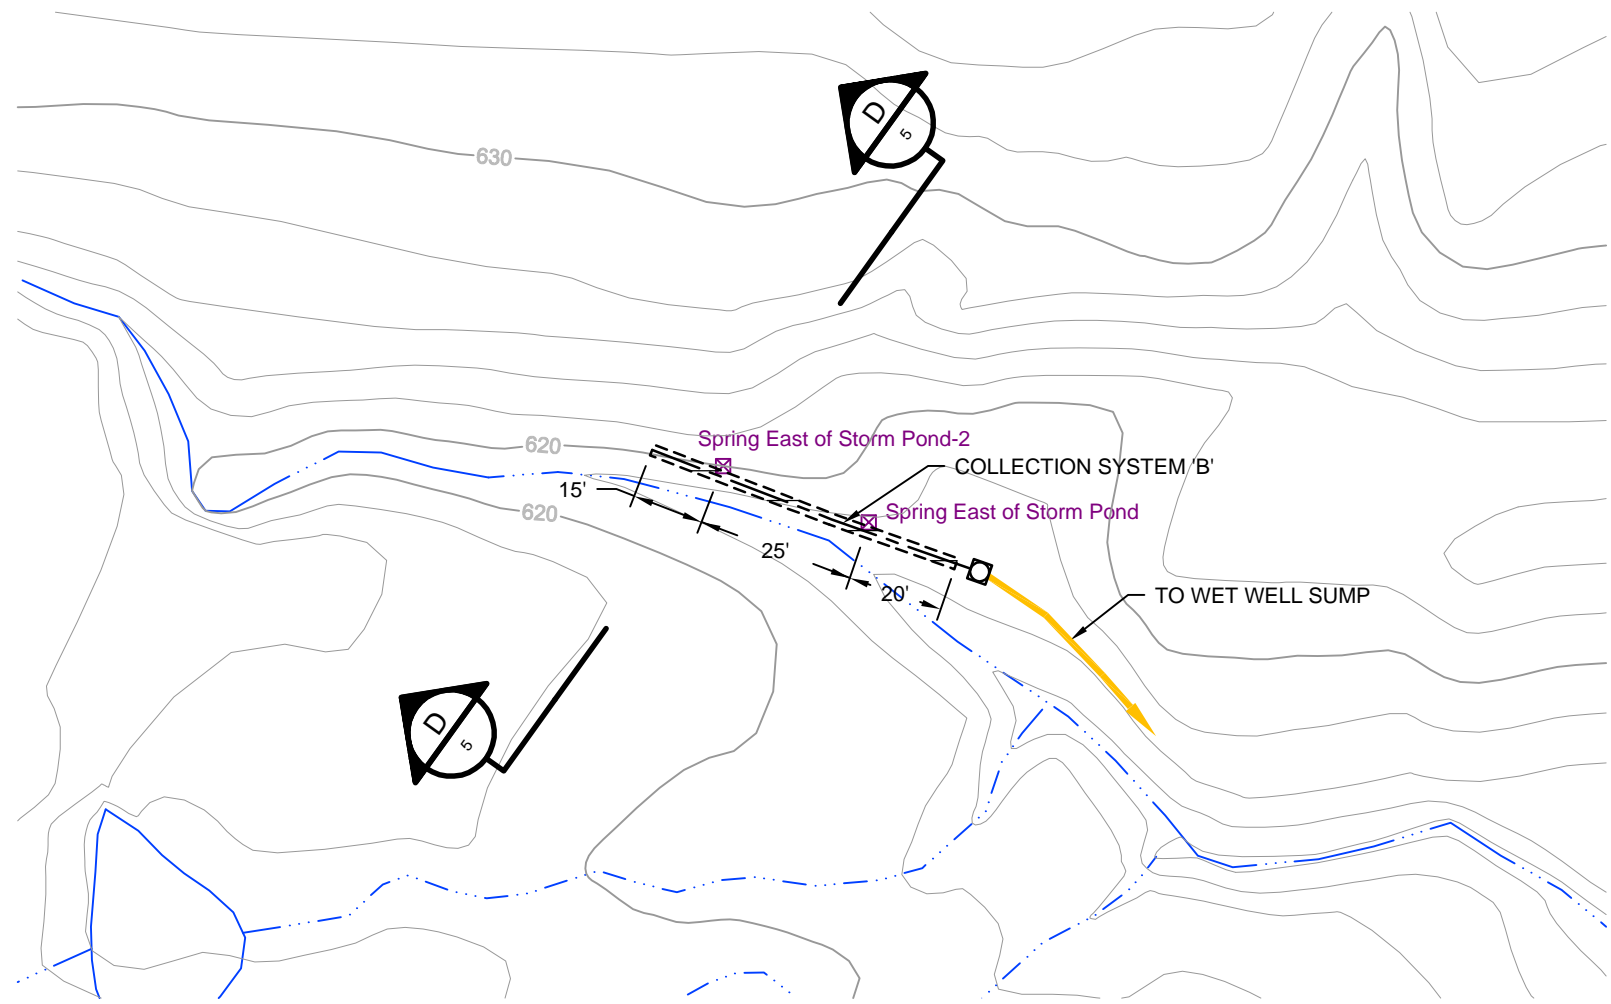 D
5
630
Spring East of Storm Pond-2
620
COLLECTION SYSTEM 'B'
15'
620
Spring East of Storm Pond
25'
20'
TO WET WELL SUMP
D
5